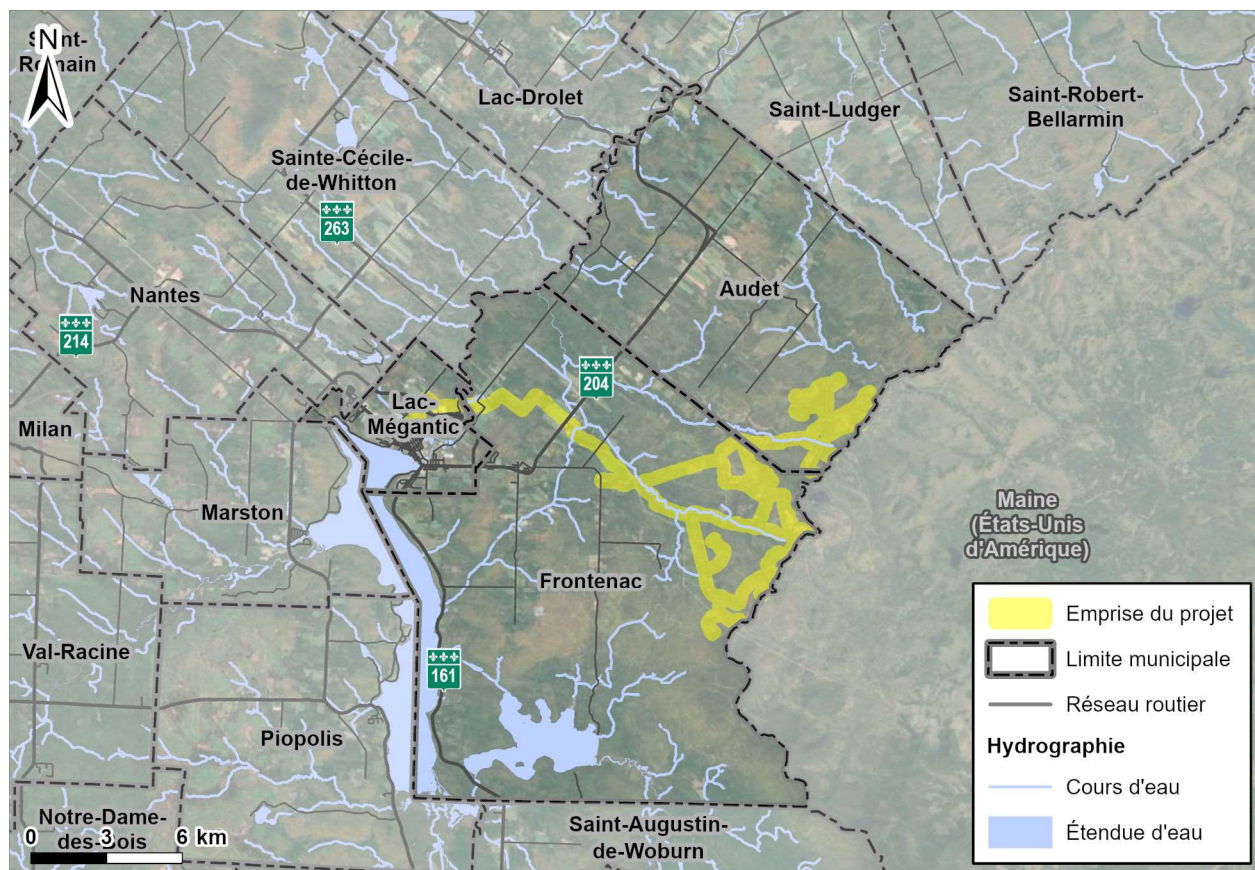 N
Saint-
Romain
Lac-Drolet
Saint-Ludger
Saint-Robert-
Bellarmin
Sainte-Cécile-
de-Whitton
263
Nantes
Audet
214
204
Lac-
Mégantic
Milan
Marston
Maine
(États-Unis
d'Amérique)
Frontenac
Val-Racine
161
Piopolis
Notre-Dame-
des-Bois
Saint-Augustin-
de-Woburn
0 3 6 km
Emprise du projet
Limite municipale
Réseau routier
Hydrographie
Cours d'eau
Étendue d'eau